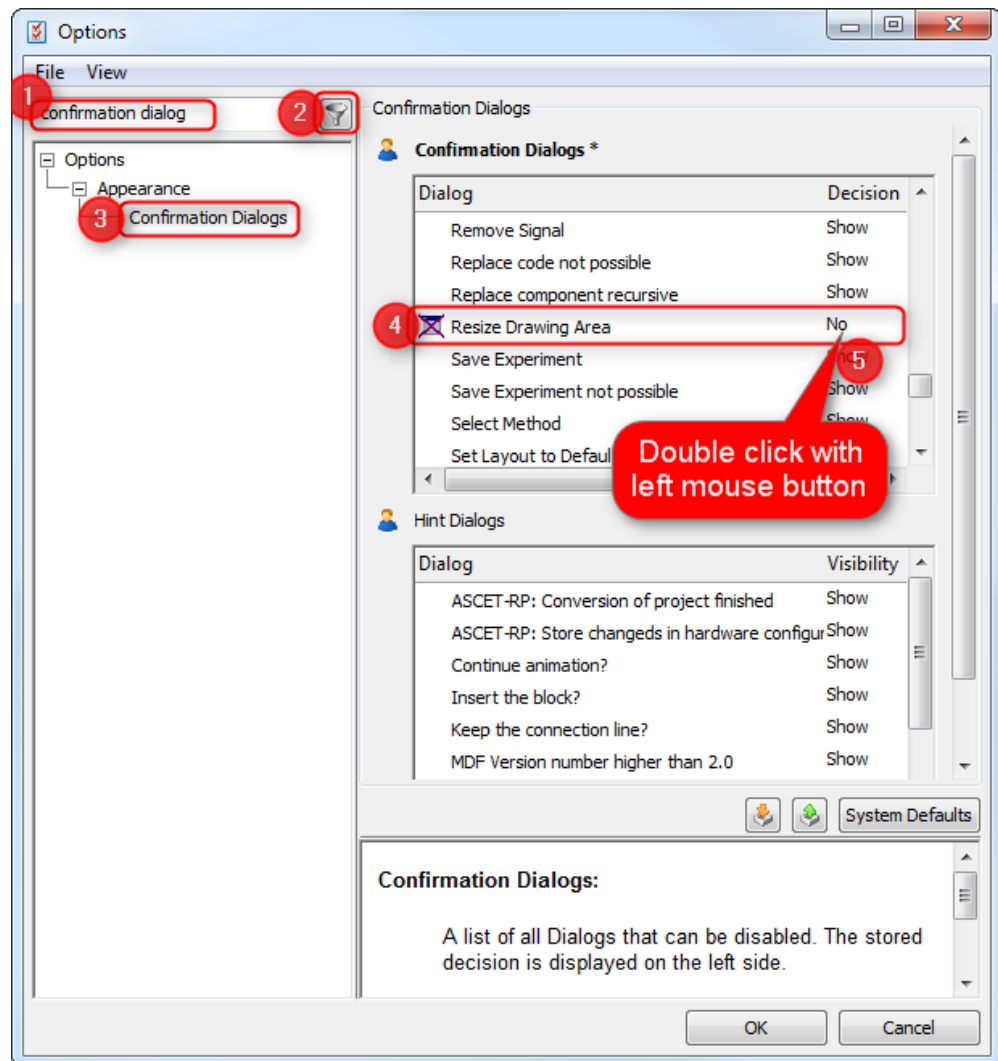 Options
File View
1
confirmation dialog
2
Options
Appearance
3
Confirmation Dialogs
Confirmation Dialogs
Confirmation Dialogs *
Dialog Decision
Remove Signal Show
Replace code not possible Show
Replace component recursive Show
4 Resize Drawing Area No
Save Experiment Show
5
Save Experiment not possible Show
Select Method Show
Set Layout to Defaul
Double click with
left mouse button
Hint Dialogs
Dialog Visibility
ASCET-RP: Conversion of project finished Show
ASCET-RP: Store changeds in hardware configur Show
Continue animation? Show
Insert the block? Show
Keep the connection line? Show
MDF Version number higher than 2.0 Show
System Defaults
Confirmation Dialogs:
A list of all Dialogs that can be disabled. The stored
decision is displayed on the left side.
OK Cancel